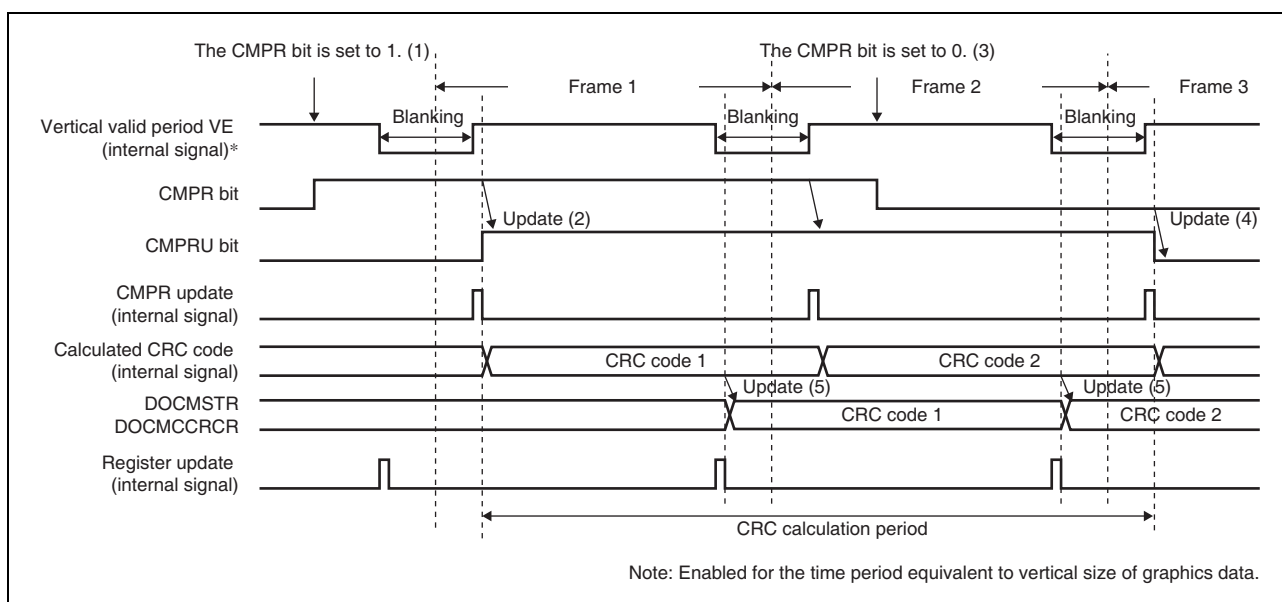 The CMPR bit is set to 1. (1)
The CMPR bit is set to 0. (3)
Frame 1
Frame 2
Frame 3
Vertical valid period VE
(internal signal)*
Blanking
Blanking
Blanking
CMPR bit
Update (2)
Update (4)
CMPRU bit
CMPR update
(internal signal)
Calculated CRC code
(internal signal)
CRC code 1
CRC code 2
Update (5)
Update (5)
DOCMSTR
DOCMCCRCR
CRC code 1
CRC code 2
Register update
(internal signal)
CRC calculation period
Note: Enabled for the time period equivalent to vertical size of graphics data.